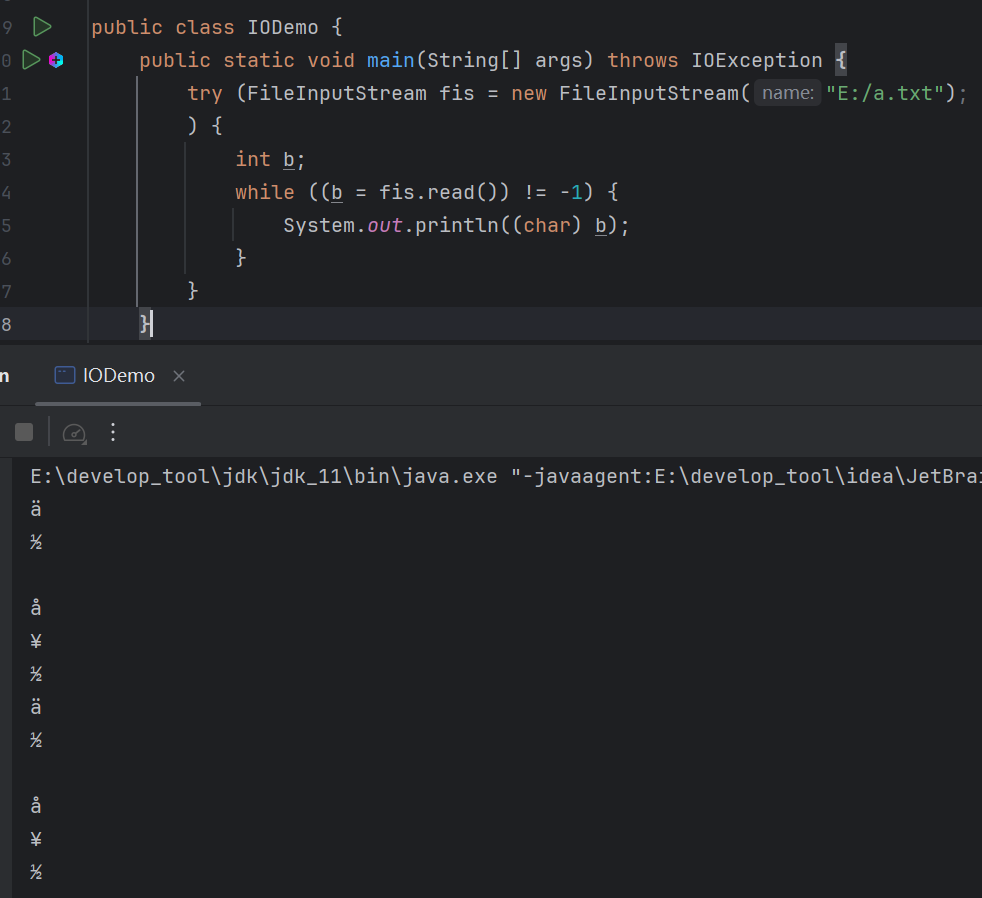 9 public class IODemo {
0 public static void main(String[] args) throws IOException {
1 try (FileInputStream fis = new FileInputStream( name: "E:/a.txt");
2 ) {
3 int b;
4 while ((b = fis.read()) != -1) {
5 System.out.println((char) b);
6 }
7 }
8 }
n IODemo ×
E:\develop_tool\jdk\jdk_11\bin\java.exe "-javaagent:E:\develop_tool\idea\JetBrai
ä
½
å
¥
½
ä
½
å
¥
½